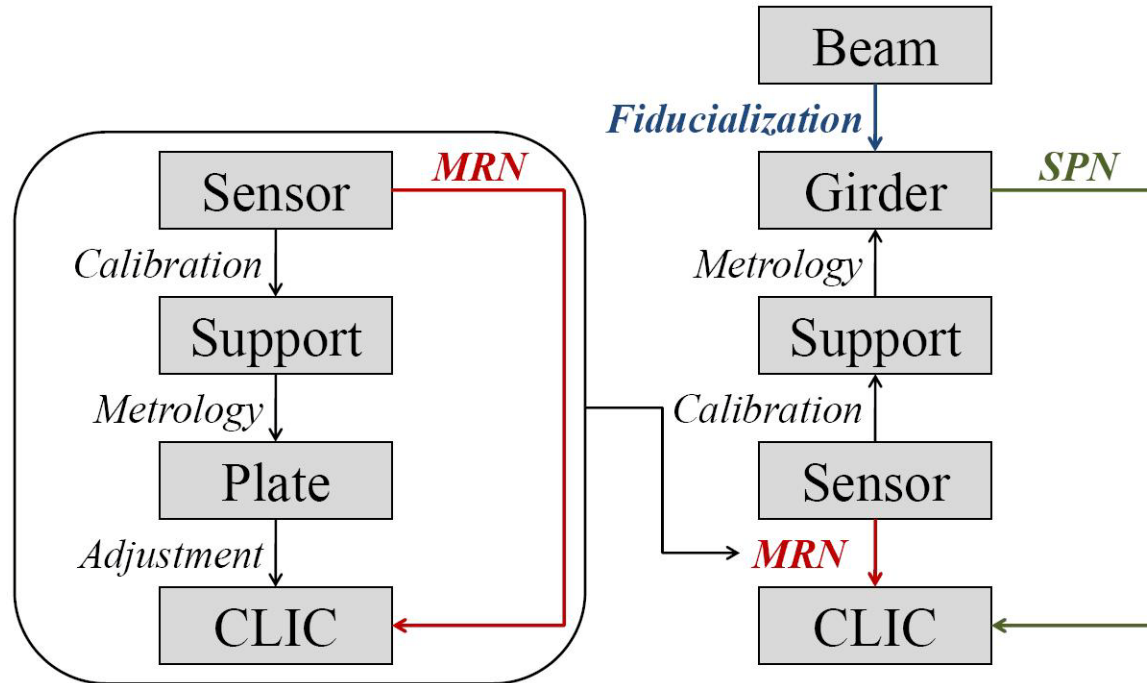 Sensor
MRN
Calibration
Support
Metrology
Plate
Adjustment
CLIC
Beam
Fiducialization
Girder
SPN
Metrology
Support
Calibration
Sensor
MRN
CLIC